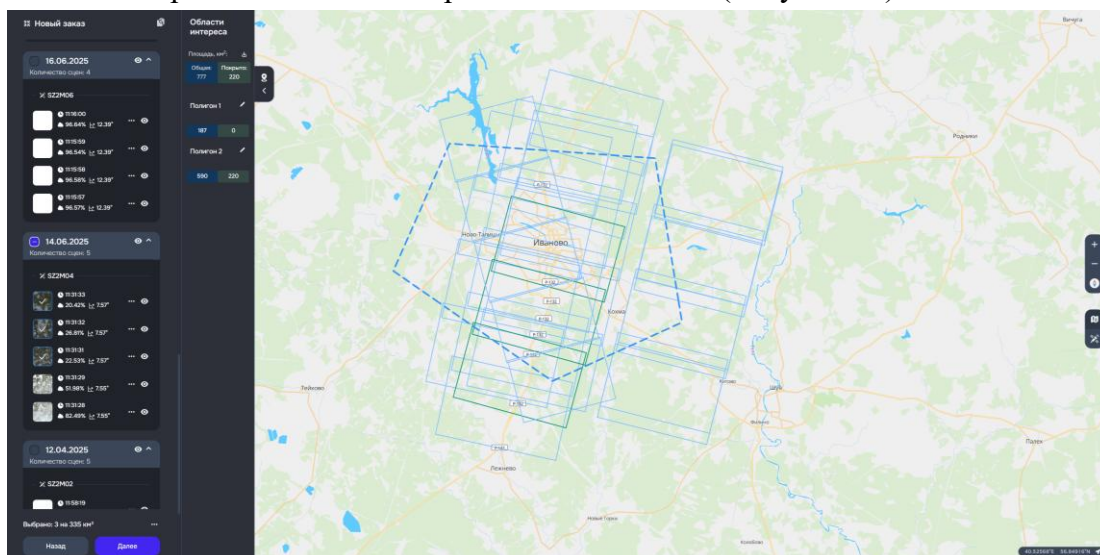 Новый заказ
16.06.2025
Количество сцен: 4
SZ2M06
11:16:00
96.64% 12.39°
11:15:59
96.54% 12.39°
11:15:58
96.58% 12.39°
11:15:57
96.57% 12.39°
14.06.2025
Количество сцен: 5
SZ2M04
11:31:33
20.42% 7.57°
11:31:32
26.81% 7.57°
11:31:31
22.53% 7.57°
11:31:29
51.98% 7.55°
11:31:28
82.49% 7.55°
12.04.2025
Количество сцен: 5
SZ2M02
11:58:19
Выбрано: 3 на 335 км²
Назад Далее
Области
интереса
Площадь, км²:
Общая: Покрыто:
777 220
Полигон 1
187 0
Полигон 2
590 220
Вичуга
Родники
Ново-Талицы
Иваново
Кохма
Тейково
Шуя
Палех
Лежнево